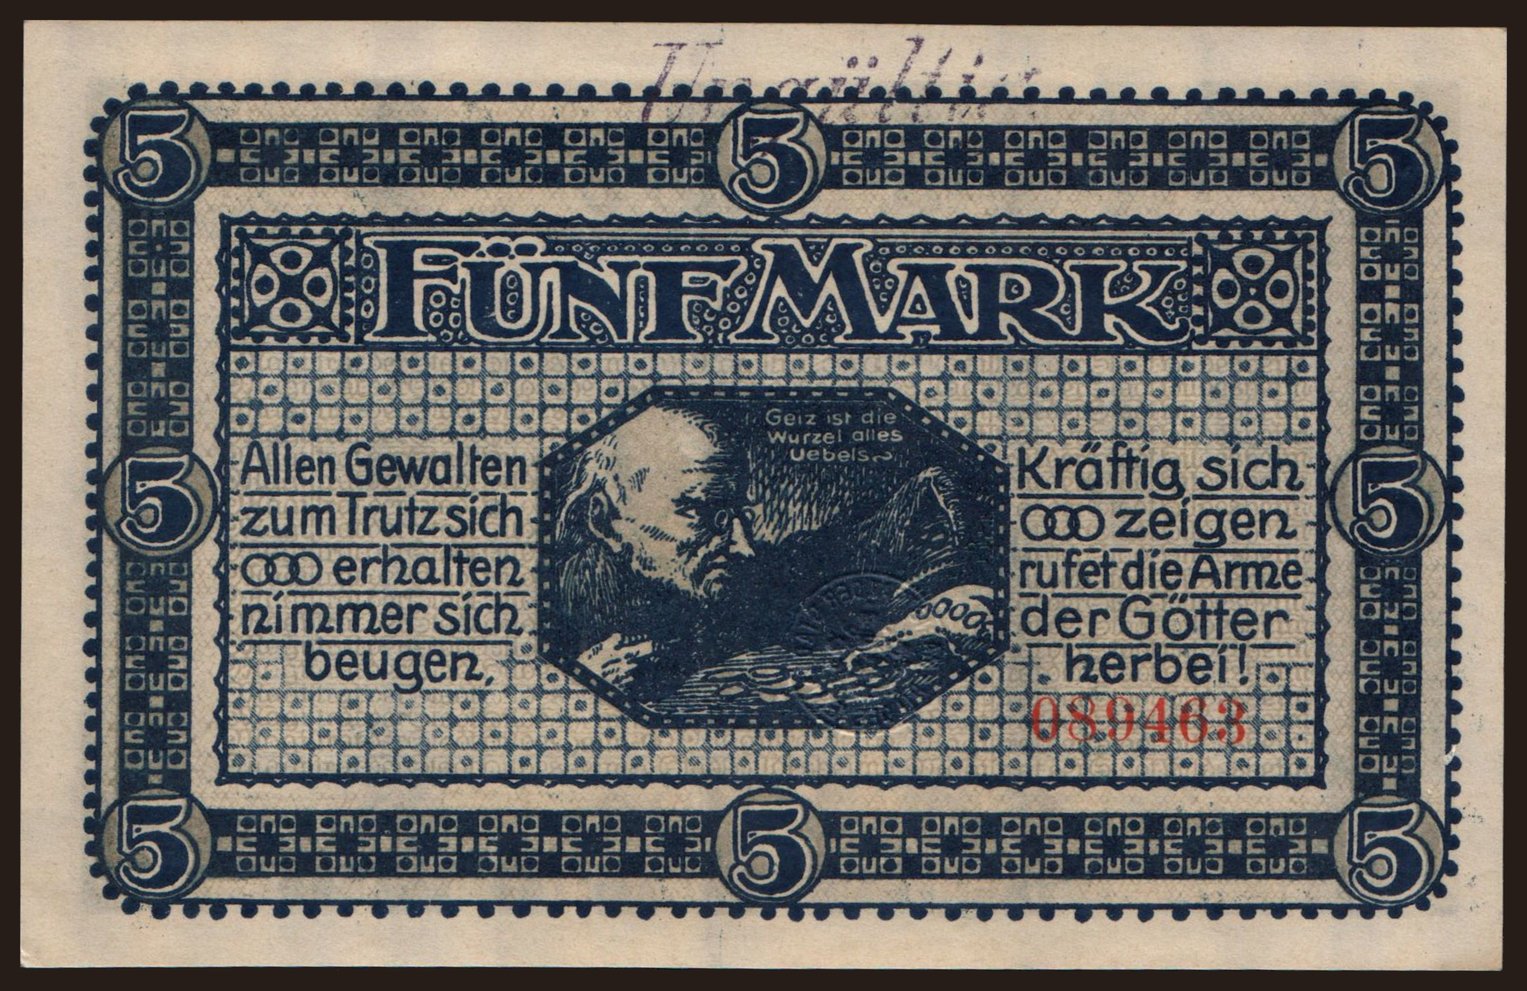 Ungültig
5 5 5
FÜNF MARK
Geiz ist die
Wurzel alles
Uebels
Allen Gewalten
zum Trutz sich
erhalten
nimmer sich
beugen,
5
Kräftig sich
zeigen
rufet die Arme
der Götter
herbei!
5
089463
5 5 5